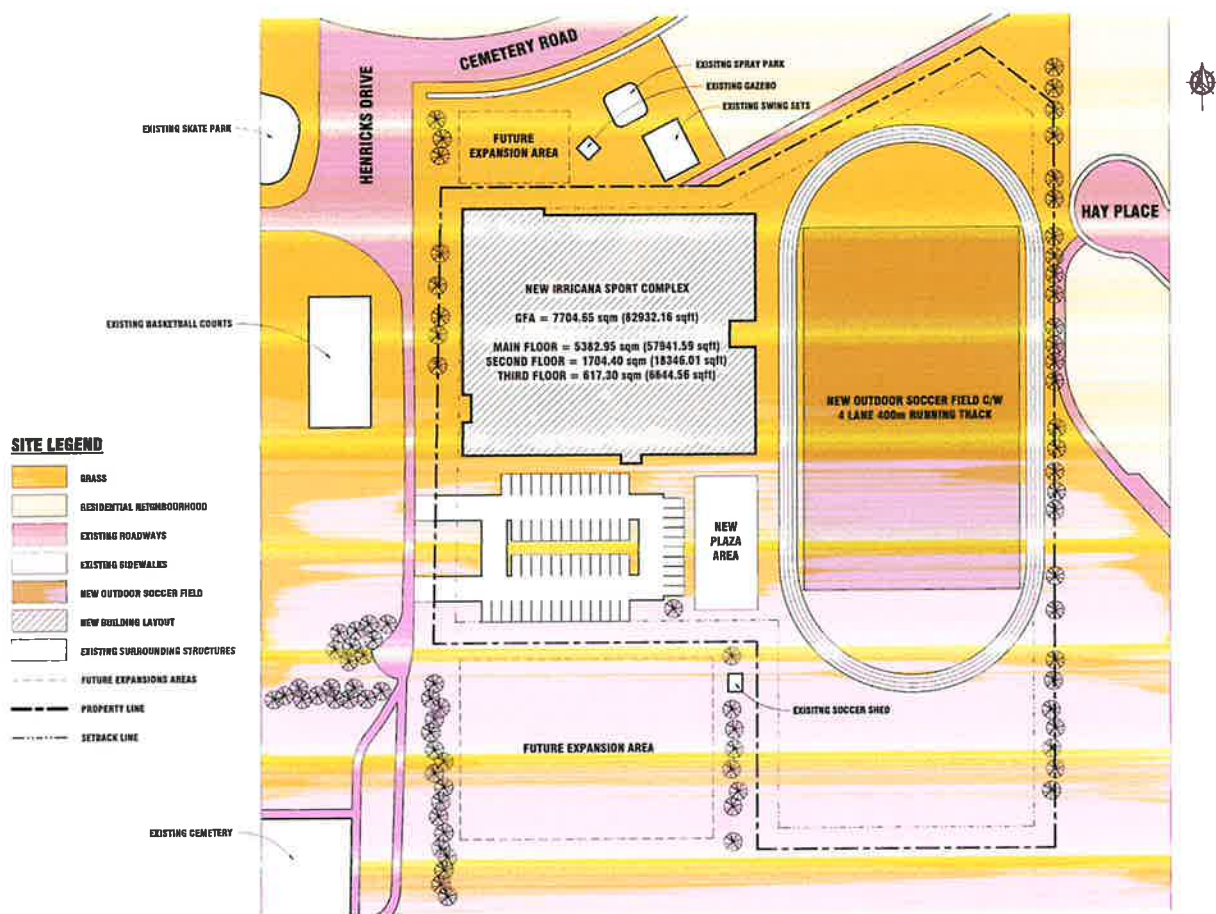 CEMETERY ROAD
HENRICKS DRIVE
EXISITNG SPRAY PARK
EXISTING GAZEBO
EXISTING SWING SETS
EXISTING SKATE PARK
FUTURE
EXPANSION AREA
HAY PLACE
NEW IRRICANA SPORT COMPLEX
GFA = 7704.65 sqm (82932.16 sqft)
MAIN FLOOR = 5382.95 sqm (57941.59 sqft)
SECOND FLOOR = 1704.40 sqm (18346.01 sqft)
THIRD FLOOR = 617.30 sqm (6644.56 sqft)
EXISTING BASKETBALL COURTS
NEW OUTDOOR SOCCER FIELD C/W
4 LANE 400m RUNNING TRACK
NEW
PLAZA
AREA
SITE LEGEND
GRASS
RESIDENTIAL NEIGHBOURHOOD
EXISTING ROADWAYS
EXISTING SIDEWALKS
NEW OUTDOOR SOCCER FIELD
NEW BUILDING LAYOUT
EXISTING SURROUNDING STRUCTURES
FUTURE EXPANSIONS AREAS
PROPERTY LINE
SETBACK LINE
EXISITNG SOCCER SHED
FUTURE EXPANSION AREA
EXISTING CEMETERY